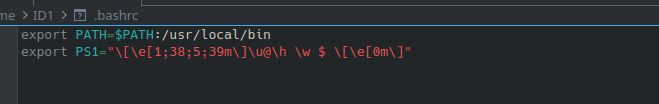 me > ID1 > .bashrc
export PATH=$PATH:/usr/local/bin
export PS1="\[\e[1;38;5;39m\]\u@\h \w $ \[\e[0m\]"